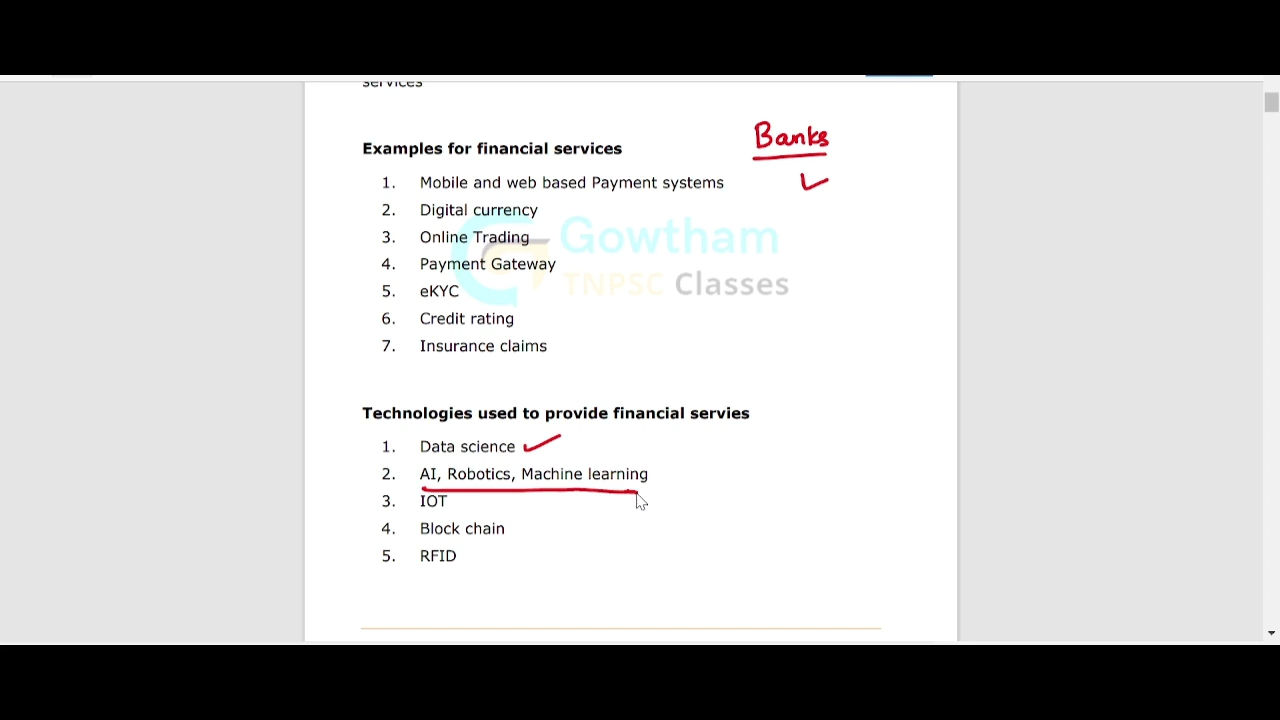 services
Banks
Examples for financial services
1. Mobile and web based Payment systems
2. Digital currency
3. Online Trading
4. Payment Gateway
5. eKYC
6. Credit rating
7. Insurance claims
Gowtham
TNPSC Classes
Technologies used to provide financial servies
1. Data science
2. AI, Robotics, Machine learning
3. IOT
4. Block chain
5. RFID